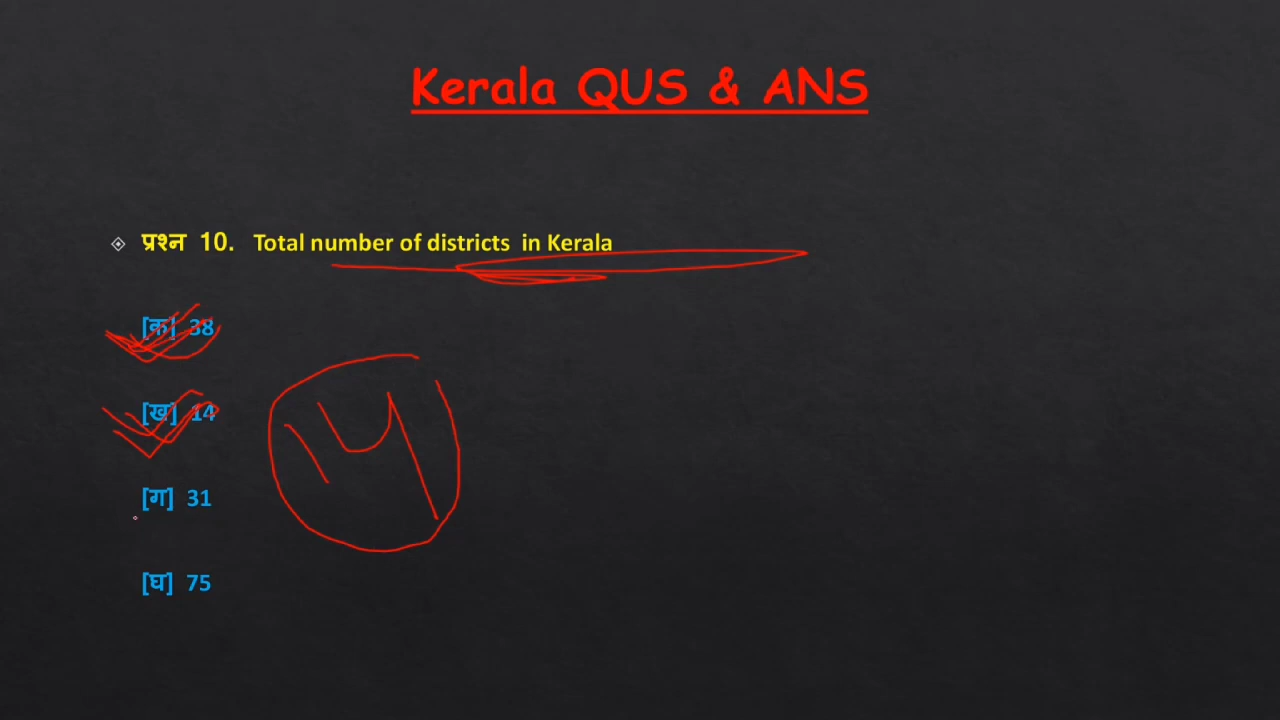 Kerala QUS & ANS
प्रश्न 10. Total number of districts in Kerala
[क] 38
[ख] 14
14
[ग] 31
[घ] 75